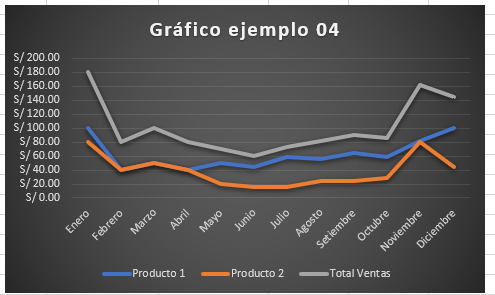 Gráfico ejemplo 04
S/ 200.00
S/ 180.00
S/ 160.00
S/ 140.00
S/ 120.00
S/ 100.00
S/ 80.00
S/ 60.00
S/ 40.00
S/ 20.00
S/ 0.00
Enero
Febrero
Marzo
Abril
Mayo
Junio
Julio
Agosto
Setiembre
Octubre
Noviembre
Diciembre
Producto 1
Producto 2
Total Ventas